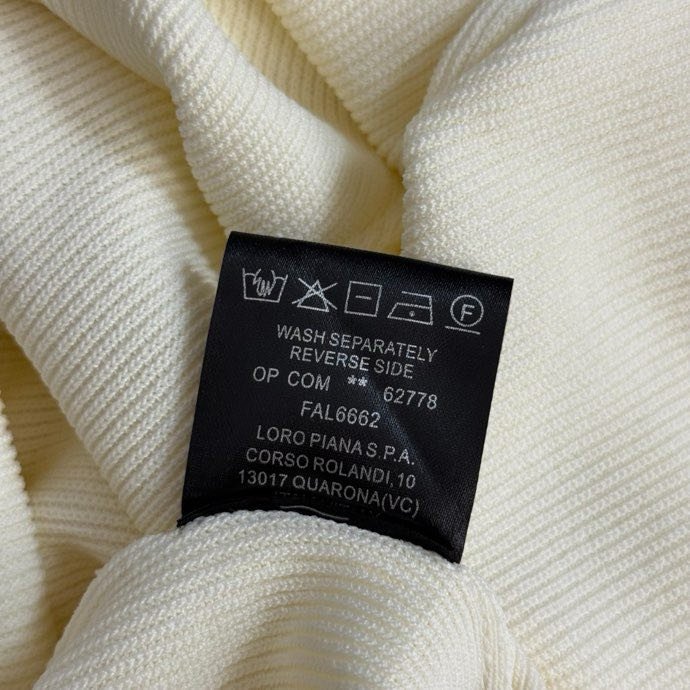 F
WASH SEPARATELY
REVERSE SIDE
OP COM ** 62778
FAL6662
LORO PIANA S.P.A.
CORSO ROLANDI, 10
13017 QUARONA(VC)